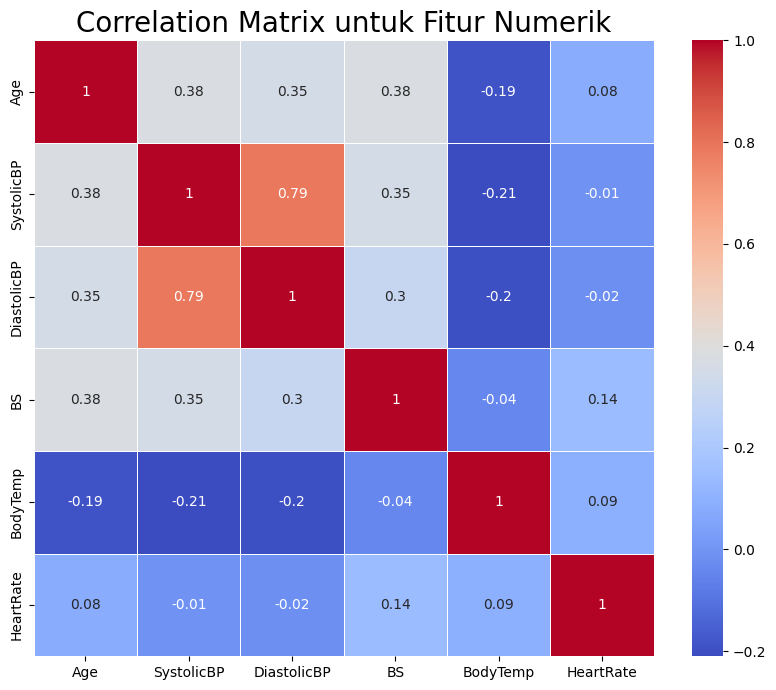 Correlation Matrix untuk Fitur Numerik
Age 1 0.38 0.35 0.38 -0.19 0.08
SystolicBP 0.38 1 0.79 0.35 -0.21 -0.01
DiastolicBP 0.35 0.79 1 0.3 -0.2 -0.02
BS 0.38 0.35 0.3 1 -0.04 0.14
BodyTemp -0.19 -0.21 -0.2 -0.04 1 0.09
HeartRate 0.08 -0.01 -0.02 0.14 0.09 1
Age SystolicBP DiastolicBP BS BodyTemp HeartRate
1.0
0.8
0.6
0.4
0.2
0.0
−0.2